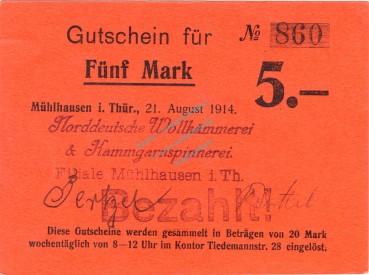 Gutschein für
№ 860
Fünf Mark
5.–
Mühlhausen i. Thür., 21. August 1914.
Norddeutsche Wollkämmerei
& Kammgarnspinnerei.
Filiale Mühlhausen i. Th.
Bezahlt!
Diese Gutscheine werden gesammelt in Beträgen von 20 Mark
wochentäglich von 8—12 Uhr im Kontor Tiedemannstr. 28 eingelöst.